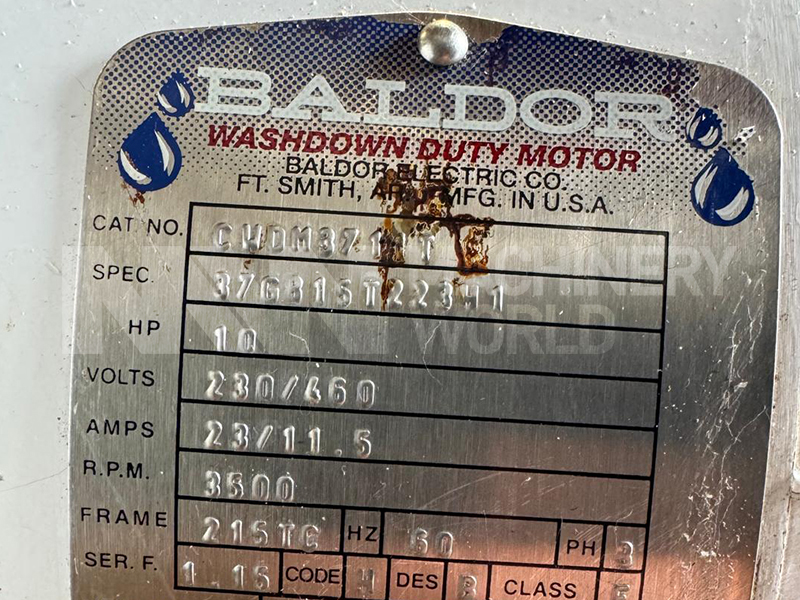 BALDOR
WASHDOWN DUTY MOTOR
BALDOR ELECTRIC CO.
FT. SMITH, MFG. IN U.S.A.
CAT. NO.
SPEC. 37G315T223H1
HP 10
VOLTS 230/460
AMPS 23/11.5
R.P.M. 3500
FRAME 215TC HZ 60 PH 3
SER. F. 1.15 CODE H DES B CLASS
MACHINERY
WORLD